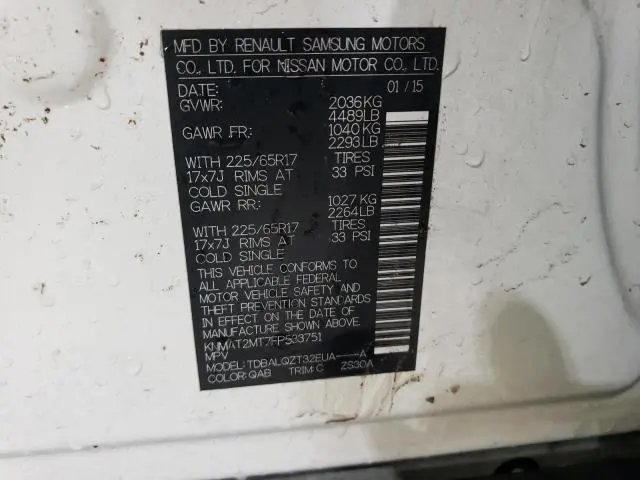 MFD BY RENAULT SAMSUNG MOTORS
CO., LTD. FOR NISSAN MOTOR CO., LTD.
DATE: 01/15
GVWR: 2036KG
4489LB
GAWR FR: 1040KG
2293LB
WITH 225/65R17 TIRES
17x7J RIMS AT 33 PSI
COLD SINGLE
GAWR RR: 1027KG
2264LB
WITH 225/65R17 TIRES
17x7J RIMS AT 33 PSI
COLD SINGLE
THIS VEHICLE CONFORMS TO
ALL APPLICABLE FEDERAL
MOTOR VEHICLE SAFETY AND
THEFT PREVENTION STANDARDS
IN EFFECT ON THE DATE OF
MANUFACTURE SHOWN ABOVE.
KNMAT2MT7FP533751
MPV
MODEL: TDBALQZT32EUA----A
COLOR: QAB TRIM: C ZS30A